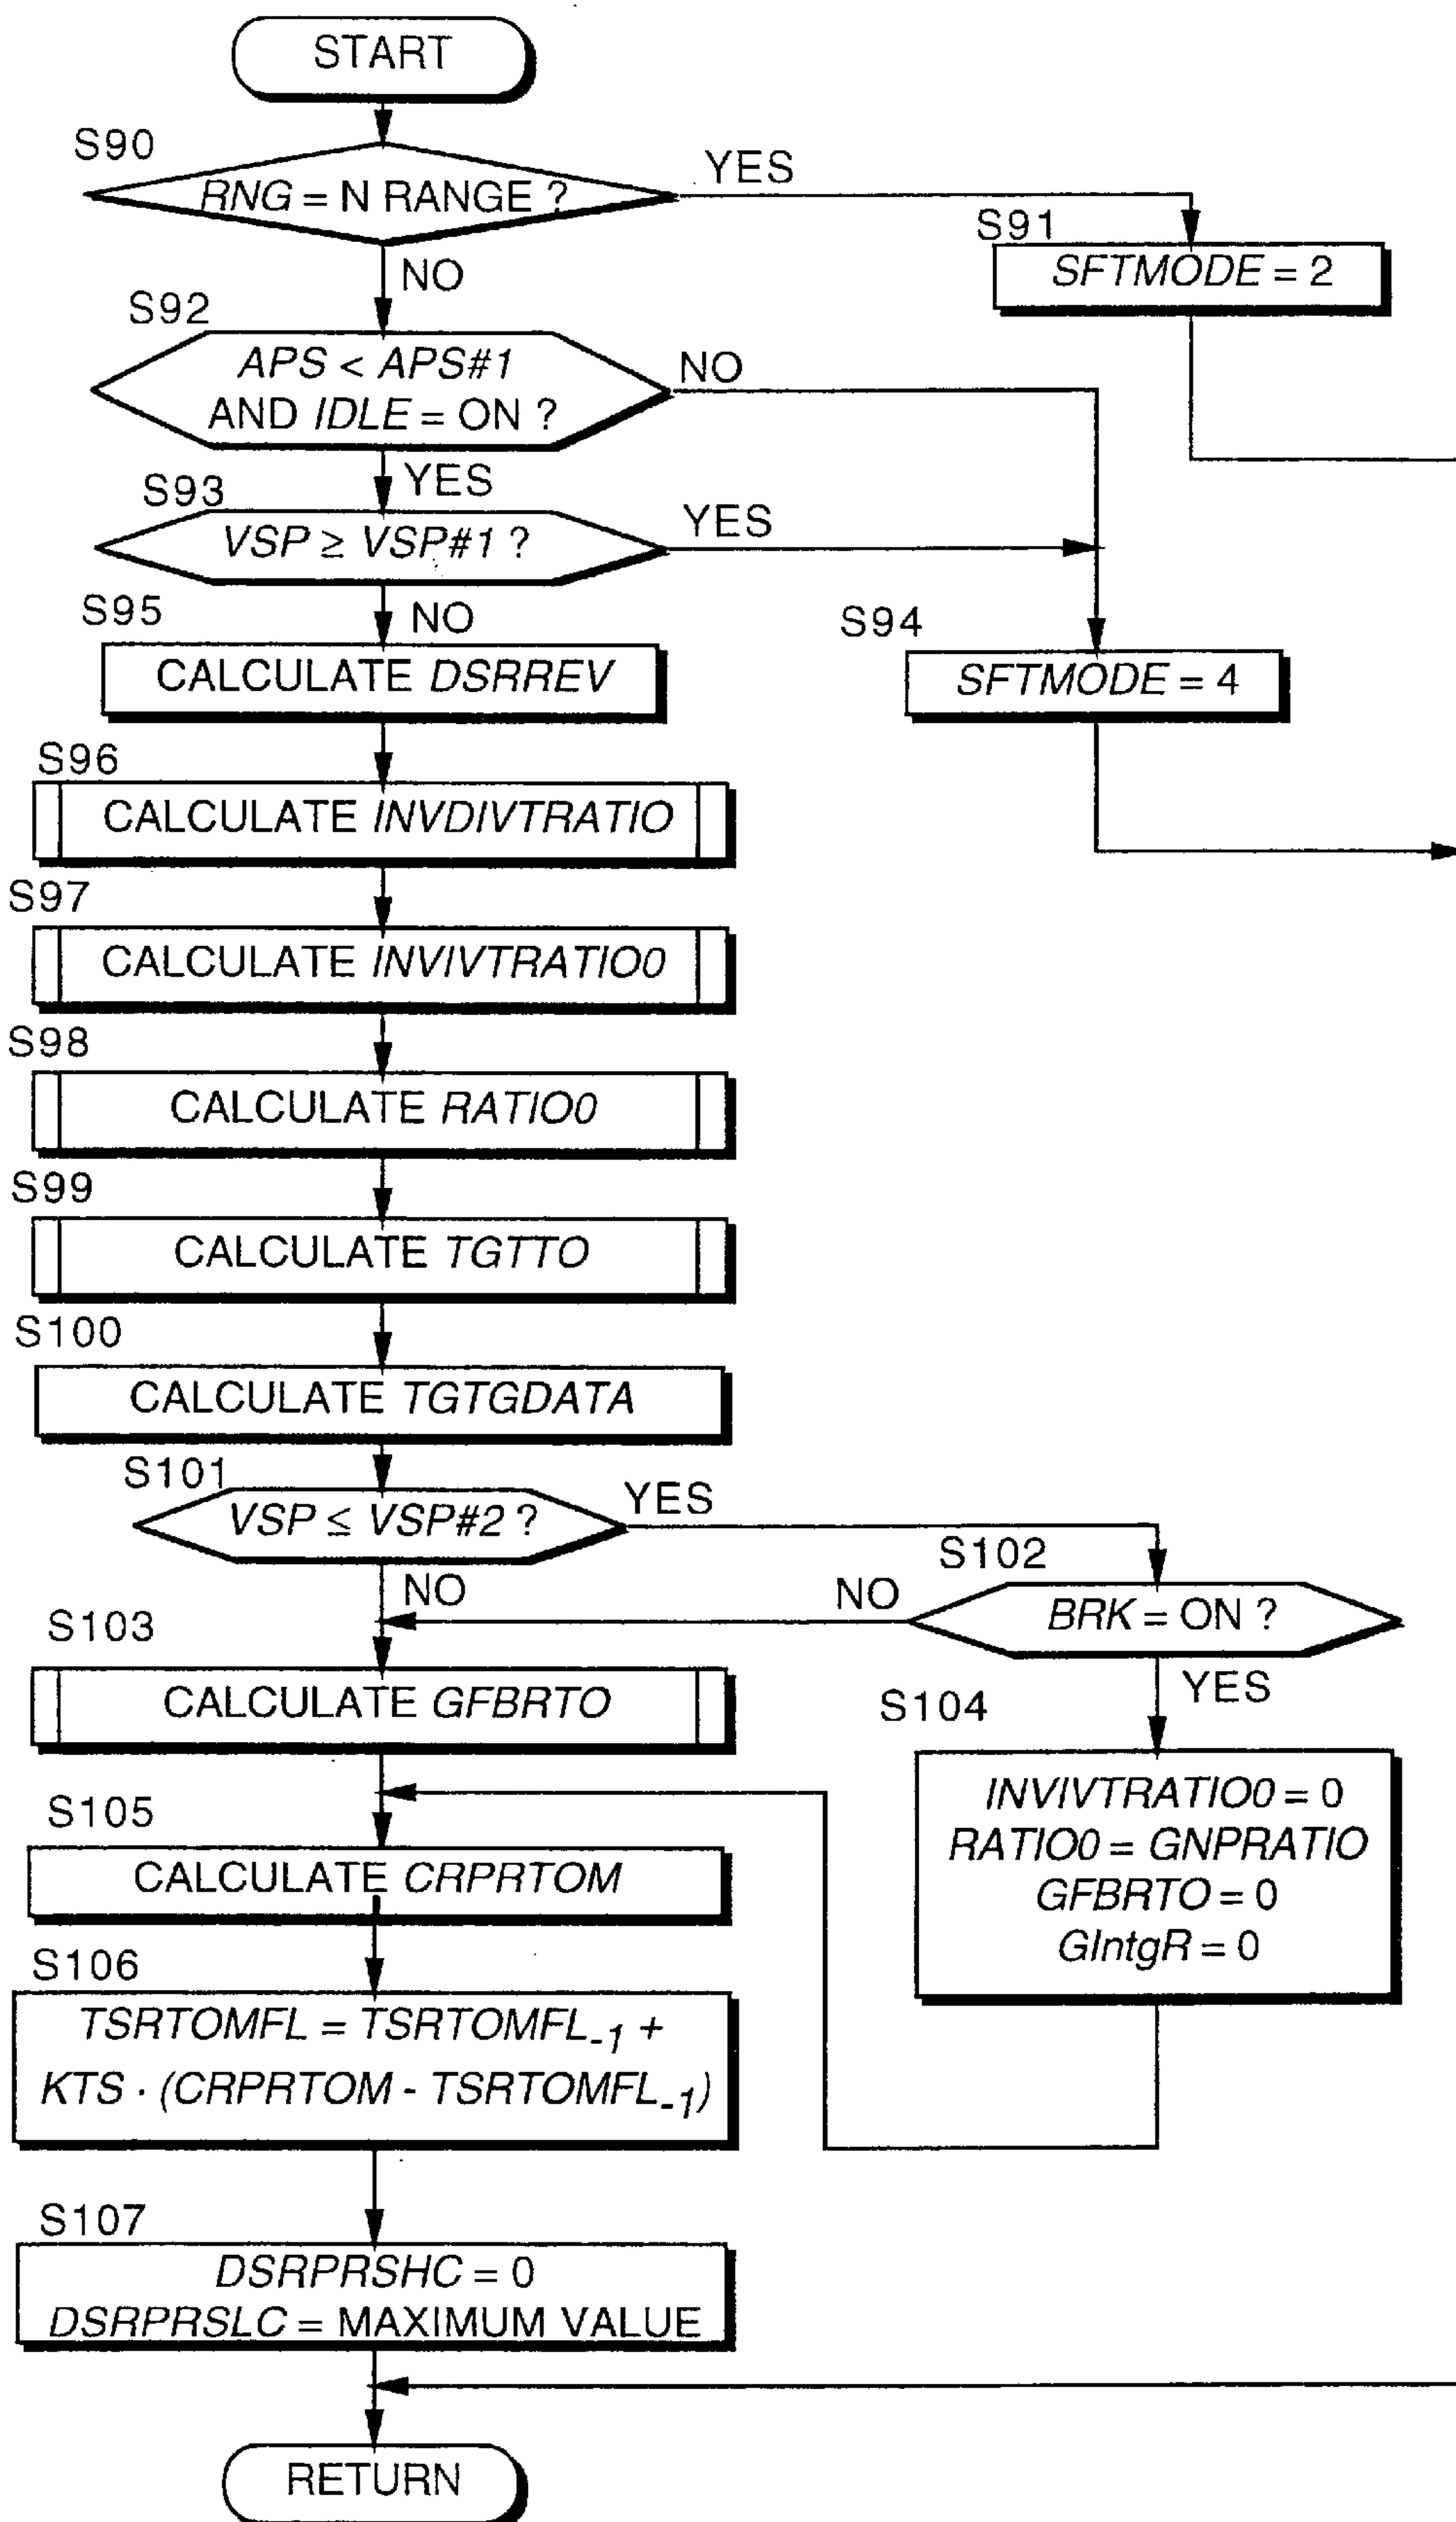 START
S90
RNG = N RANGE ?
YES
S91
SFTMODE = 2
NO
S92
APS < APS#1
AND IDLE = ON ?
NO
YES
S93
VSP ≥ VSP#1 ?
YES
NO
S94
SFTMODE = 4
S95
CALCULATE DSRREV
S96
CALCULATE INVDIVTRATIO
S97
CALCULATE INVIVTRATIO0
S98
CALCULATE RATIO0
S99
CALCULATE TGTTO
S100
CALCULATE TGTGDATA
S101
VSP ≤ VSP#2 ?
YES
NO
S102
BRK = ON ?
NO
YES
S103
CALCULATE GFBRTO
S104
INVIVTRATIO0 = 0
RATIO0 = GNPRATIO
GFBRTO = 0
GIntgR = 0
S105
CALCULATE CRPRTOM
S106
TSRTOMFL = TSRTOMFL-1 +
KTS · (CRPRTOM - TSRTOMFL-1)
S107
DSRPRSHC = 0
DSRPRSLC = MAXIMUM VALUE
RETURN